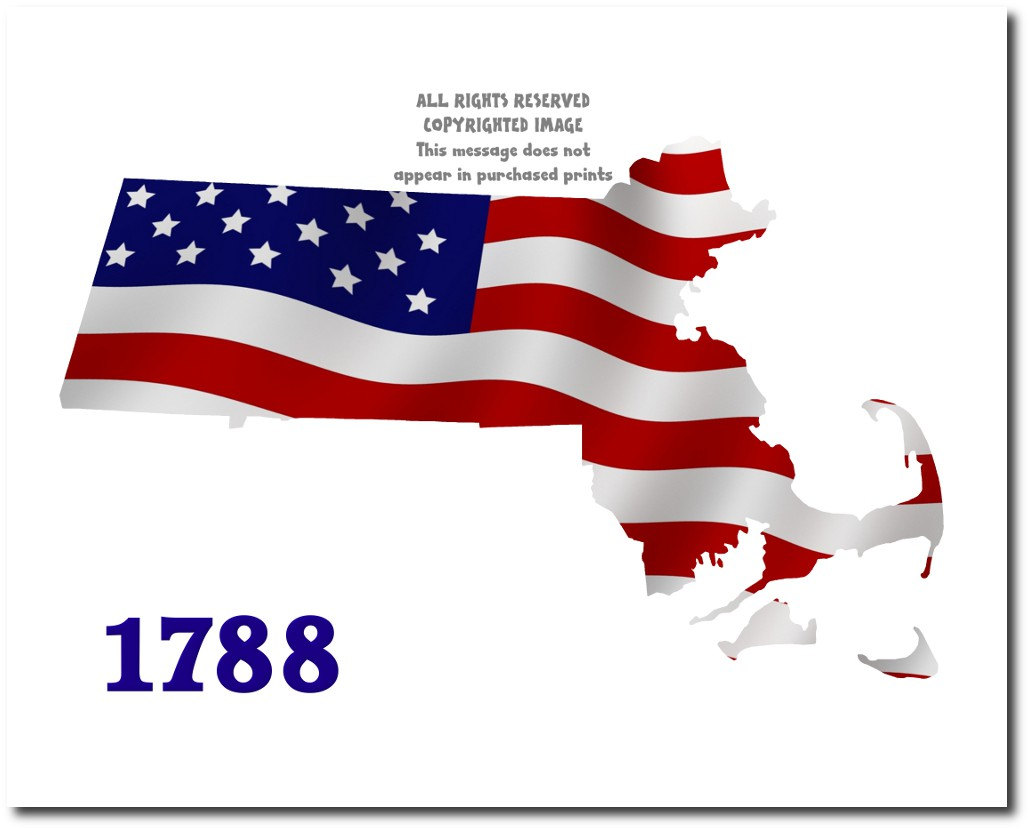 ALL RIGHTS RESERVED
COPYRIGHTED IMAGE
This message does not
appear in purchased prints
1788